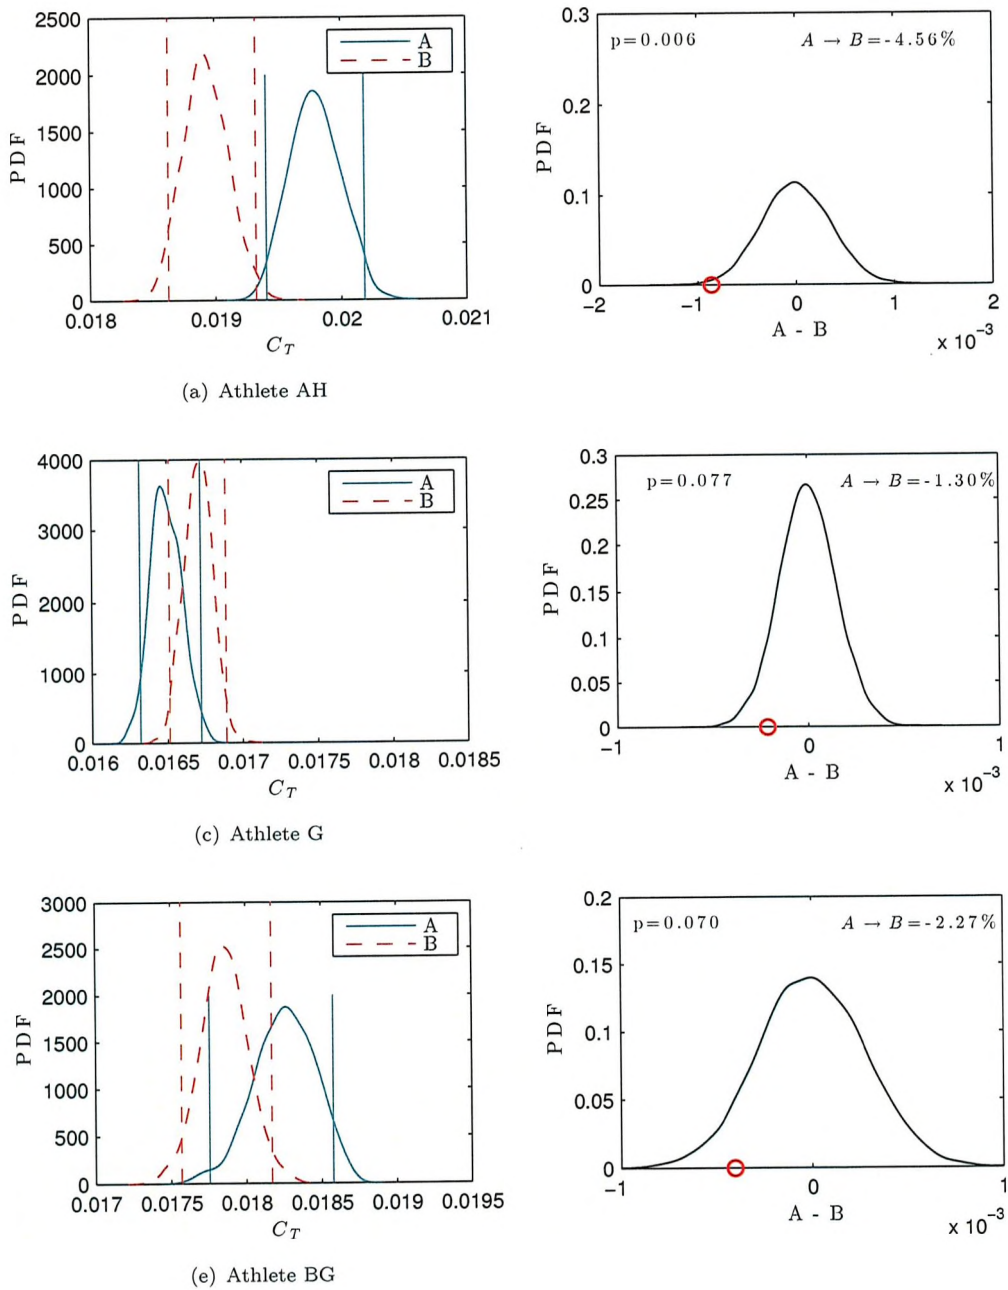 2500
2000
1500
1000
500
0
PDF
A
B
0.018
0.019
0.02
0.021
C_T
0.3
0.2
0.1
0
PDF
p=0.006
A → B=-4.56%
-2
-1
0
1
2
A - B
x 10⁻³
(a) Athlete AH
4000
3000
2000
1000
0
PDF
A
B
0.016
0.0165
0.017
0.0175
0.018
0.0185
C_T
0.3
0.25
0.2
0.15
0.1
0.05
0
PDF
p=0.077
A → B=-1.30%
-1
0
1
A - B
x 10⁻³
(c) Athlete G
3000
2500
2000
1500
1000
500
0
PDF
A
B
0.017
0.0175
0.018
0.0185
0.019
0.0195
C_T
0.2
0.15
0.1
0.05
0
PDF
p=0.070
A → B=-2.27%
-1
0
1
A - B
x 10⁻³
(e) Athlete BG